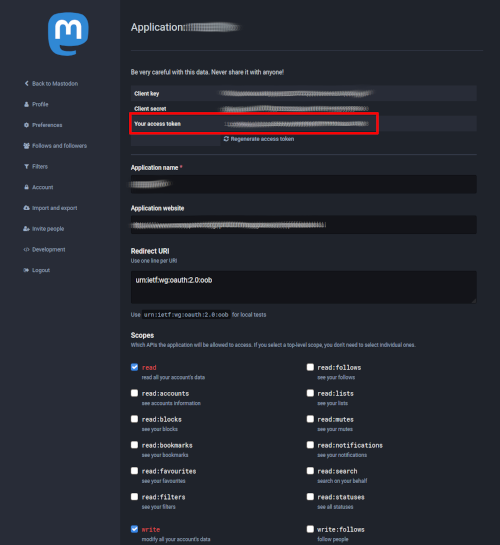 Application:
Be very careful with this data. Never share it with anyone!
Back to Mastodon
Profile
Preferences
Follows and followers
Filters
Account
Import and export
Invite people
Development
Logout
Client key
Client secret
Your access token
Regenerate access token
Application name *
Application website
Redirect URI
Use one line per URI
urn:ietf:wg:oauth:2.0:oob
Use urn:ietf:wg:oauth:2.0:oob for local tests
Scopes
Which APIs the application will be allowed to access. If you select a top-level scope, you don't need to select individual ones.
read
read all your account's data
read:follows
see your follows
read:accounts
see accounts information
read:lists
see your lists
read:blocks
see your blocks
read:mutes
see your mutes
read:bookmarks
see your bookmarks
read:notifications
see your notifications
read:favourites
see your favourites
read:search
search on your behalf
read:filters
see your filters
read:statuses
see all statuses
write
modify all your account's data
write:follows
follow people